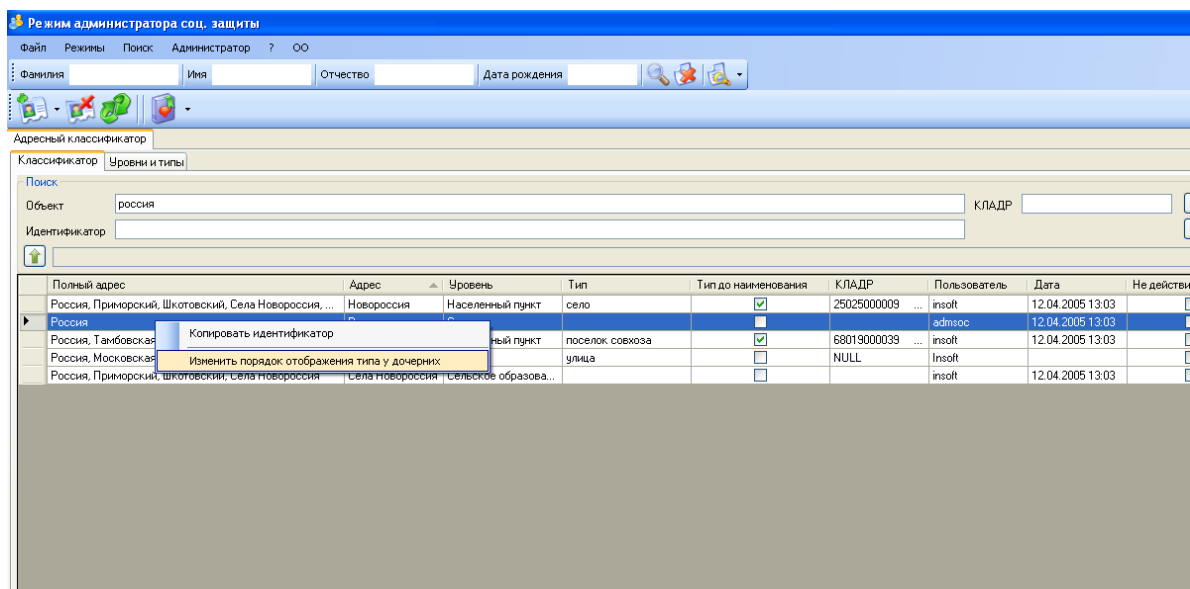 Режим администратора соц. защиты
Файл Режимы Поиск Администратор ? ОО
Фамилия Имя Отчество Дата рождения
Адресный классификатор
Классификатор Уровни и типы
Поиск
Объект россия КЛАДР
Идентификатор
Полный адрес Адрес Уровень Тип Тип до наименования КЛАДР Пользователь Дата Не действи
Россия, Приморский, Шкотовский, Села Новороссия, ... Новороссия Населенный пункт село 25025000009 ... insoft 12.04.2005 13:03
Россия admsoc 12.04.2005 13:03
Копировать идентификатор
Россия, Тамбовская ный пункт поселок совхоза 68019000039 ... insoft 12.04.2005 13:03
Россия, Московская улица NULL Insoft
Изменить порядок отображения типа у дочерних
Россия, Приморский, Шкотовский, Села Новороссия Села Новороссия Сельское образова... insoft 12.04.2005 13:03